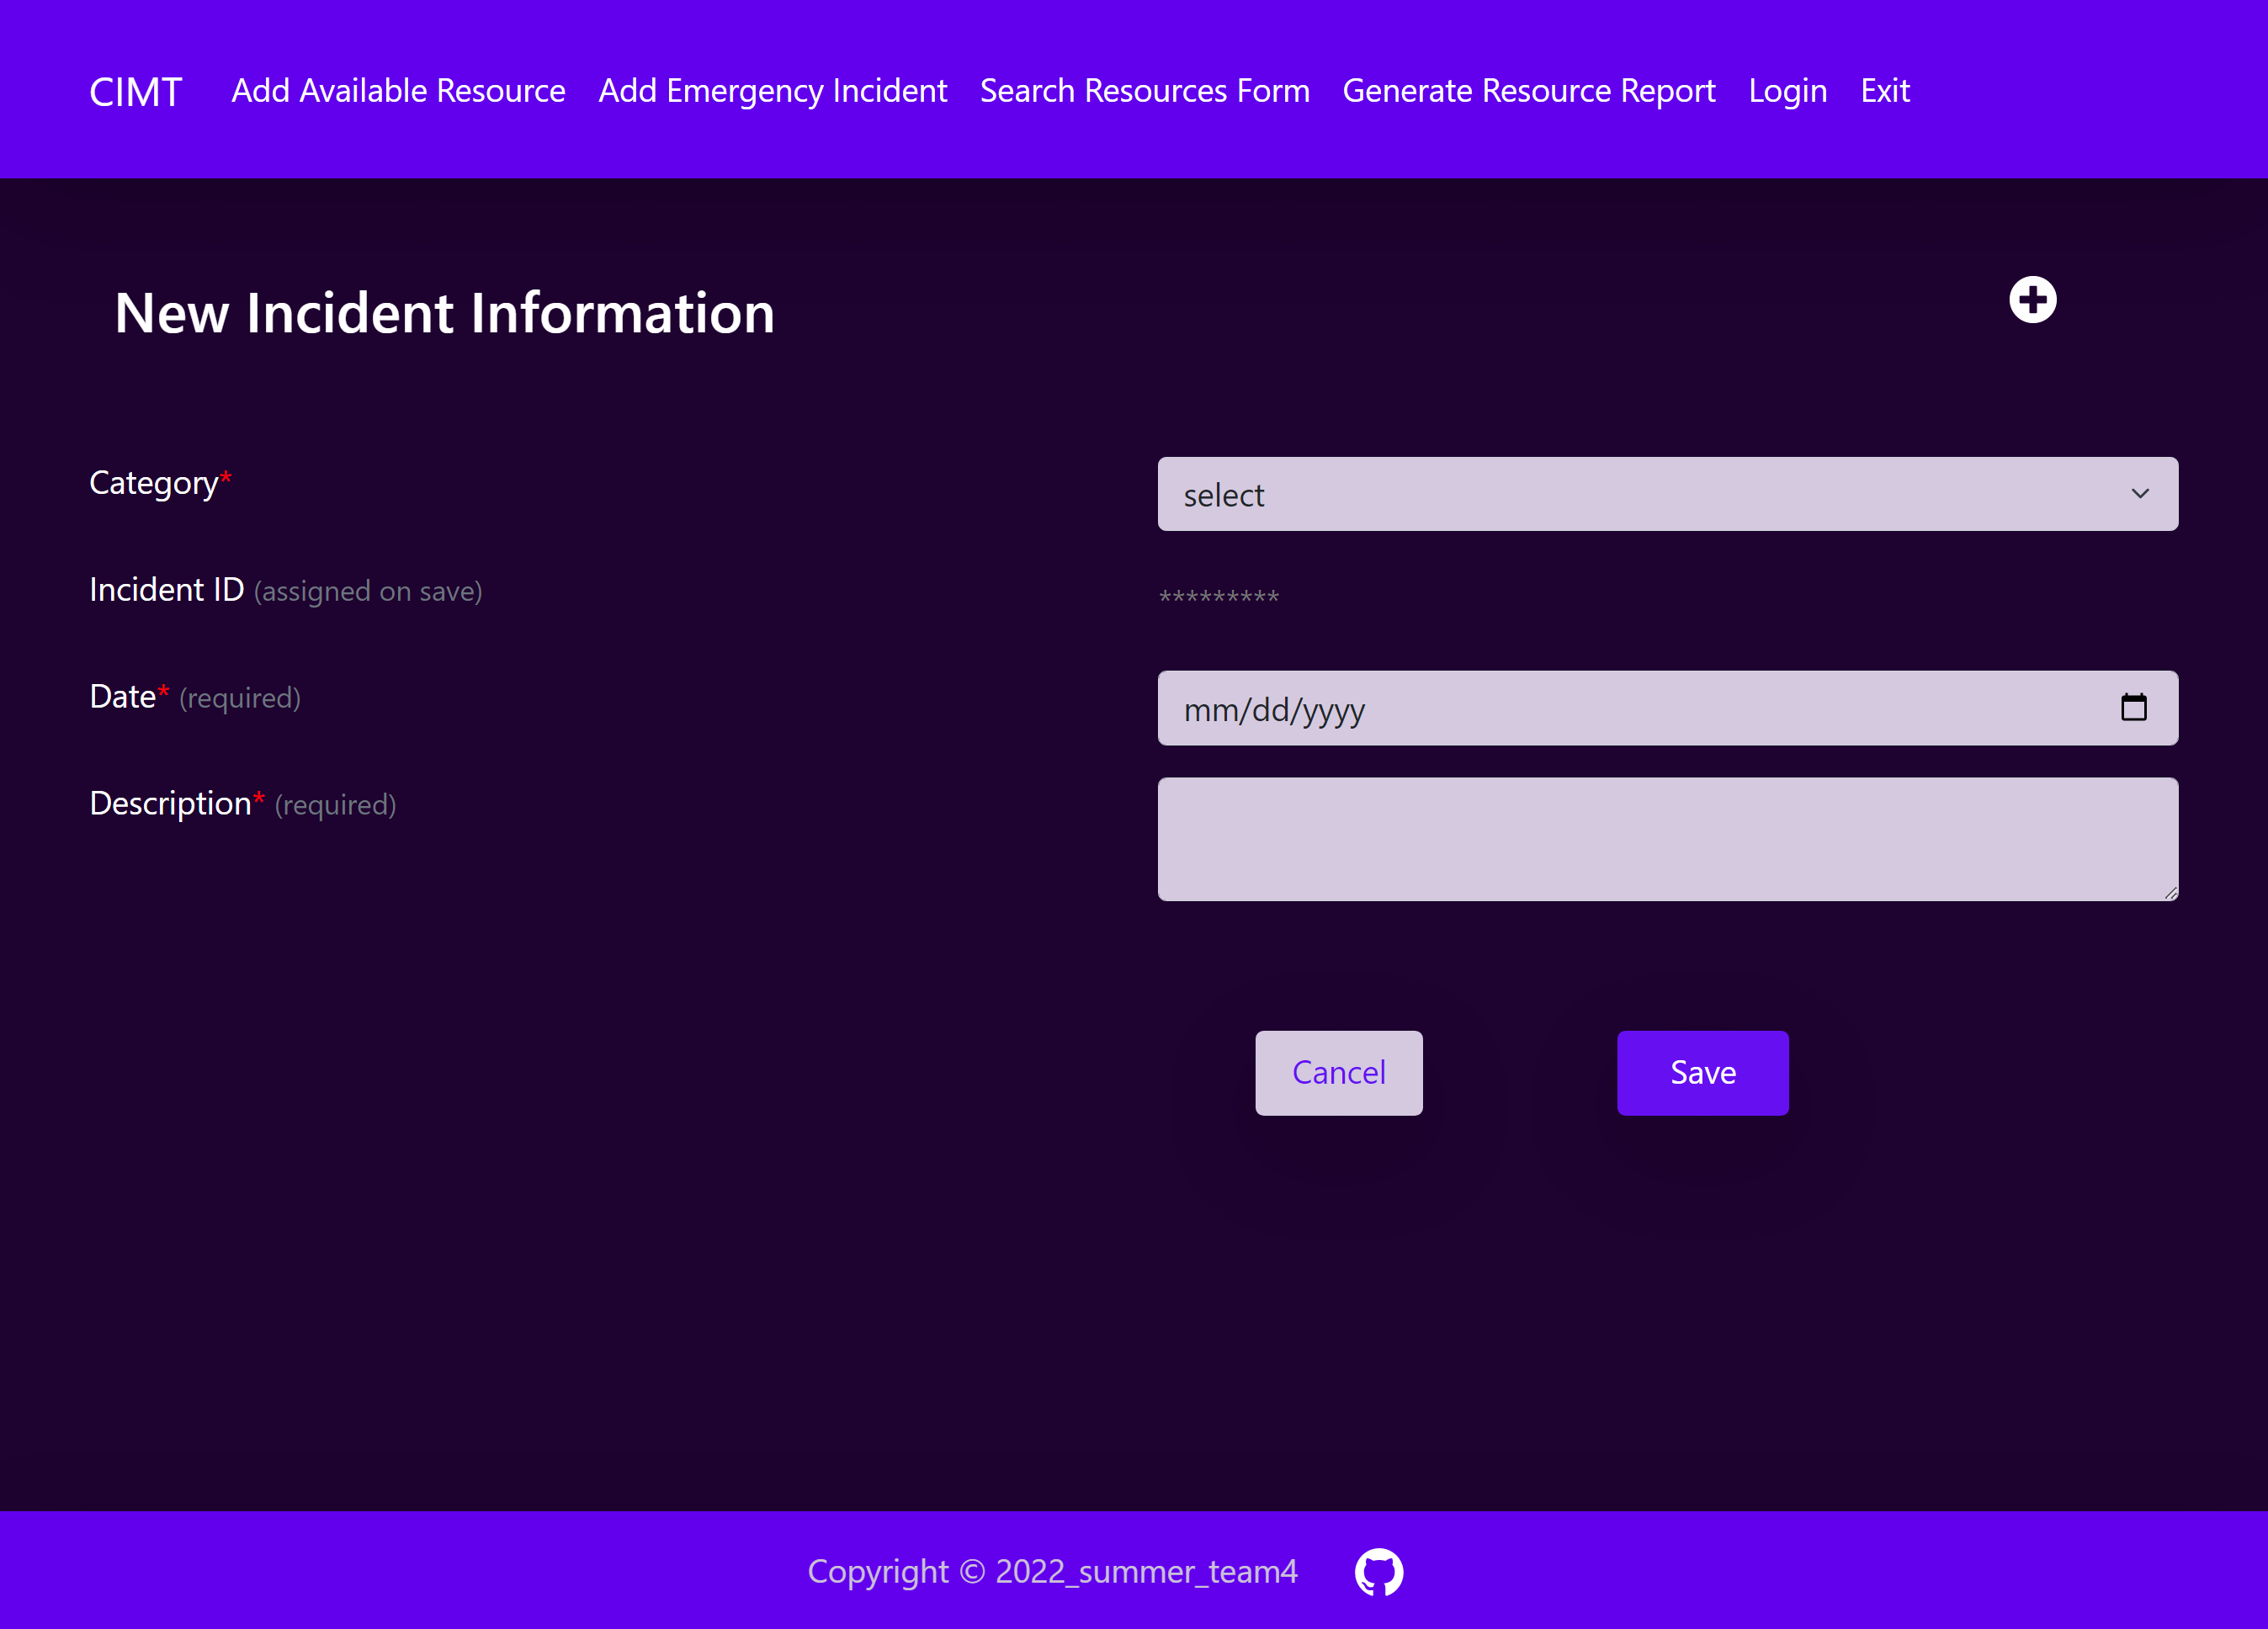 CIMT Add Available Resource Add Emergency Incident Search Resources Form Generate Resource Report Login Exit
New Incident Information
Category*
select
Incident ID (assigned on save)
*********
Date* (required)
mm/dd/yyyy
Description* (required)
Cancel
Save
Copyright © 2022_summer_team4